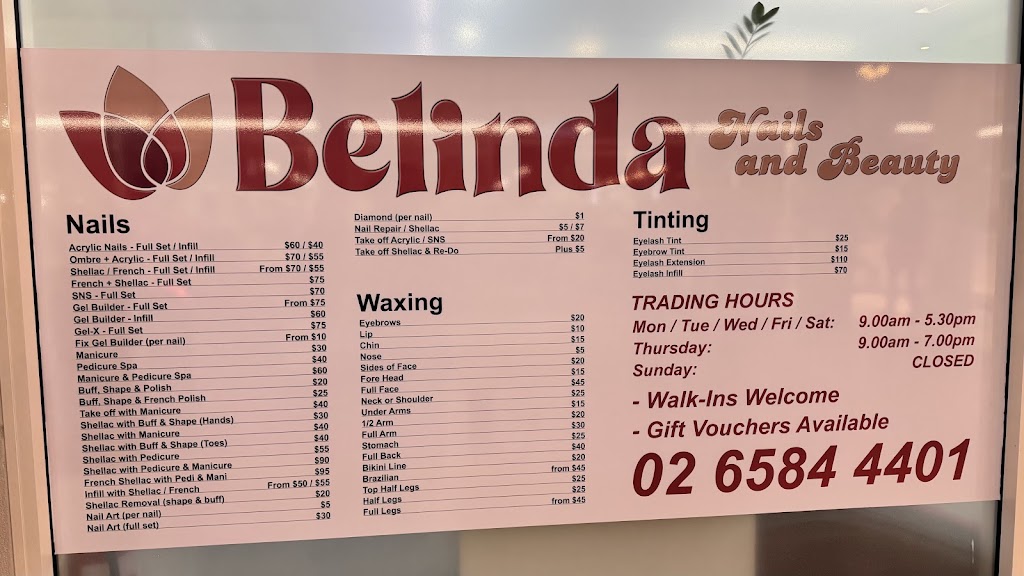 Belinda
Nails
and Beauty
Nails
Acrylic Nails - Full Set / Infill $60 / $40
Ombre + Acrylic - Full Set / Infill $70 / $55
Shellac / French - Full Set / Infill From $70 / $55
French + Shellac - Full Set $75
SNS - Full Set $70
Gel Builder - Full Set From $75
Gel Builder - Infill $60
Gel-X - Full Set $75
Fix Gel Builder (per nail) From $10
Manicure $30
Pedicure Spa $40
Manicure & Pedicure Spa $60
Buff, Shape & Polish $20
Buff, Shape & French Polish $25
Take off with Manicure $40
Shellac with Buff & Shape (Hands) $30
Shellac with Manicure $40
Shellac with Buff & Shape (Toes) $40
Shellac with Pedicure $55
Shellac with Pedicure & Manicure $90
French Shellac with Pedi & Mani $95
Infill with Shellac / French From $50 / $55
Shellac Removal (shape & buff) $20
Nail Art (per nail) $5
Nail Art (full set) $30
Diamond (per nail) $1
Nail Repair / Shellac $5 / $7
Take off Acrylic / SNS From $20
Take off Shellac & Re-Do Plus $5
Waxing
Eyebrows $20
Lip $10
Chin $15
Nose $5
Sides of Face $20
Fore Head $15
Full Face $45
Neck or Shoulder $25
Under Arms $15
1/2 Arm $20
Full Arm $30
Stomach $25
Full Back $40
Bikini Line $20
Brazilian from $45
Top Half Legs $25
Half Legs $25
Full Legs from $45
Tinting
Eyelash Tint $25
Eyebrow Tint $15
Eyelash Extension $110
Eyelash Infill $70
TRADING HOURS
Mon / Tue / Wed / Fri / Sat: 9.00am - 5.30pm
Thursday: 9.00am - 7.00pm
Sunday: CLOSED
- Walk-Ins Welcome
- Gift Vouchers Available
02 6584 4401